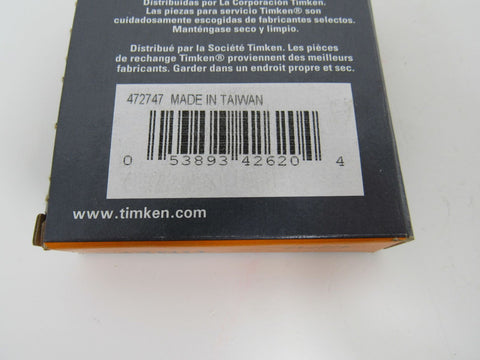 Distribuidas por La Corporación Timken.
Las piezas para servicio Timken® son
cuidadosamente escogidas de fabricantes selectos.
Manténgase seco y limpio.
Distribué par la Société Timken. Les pièces
de rechange Timken® proviennent des meilleurs
fabricants. Garder dans un endroit propre et sec.
472747 MADE IN TAIWAN
0 53893 42620 4
www.timken.com